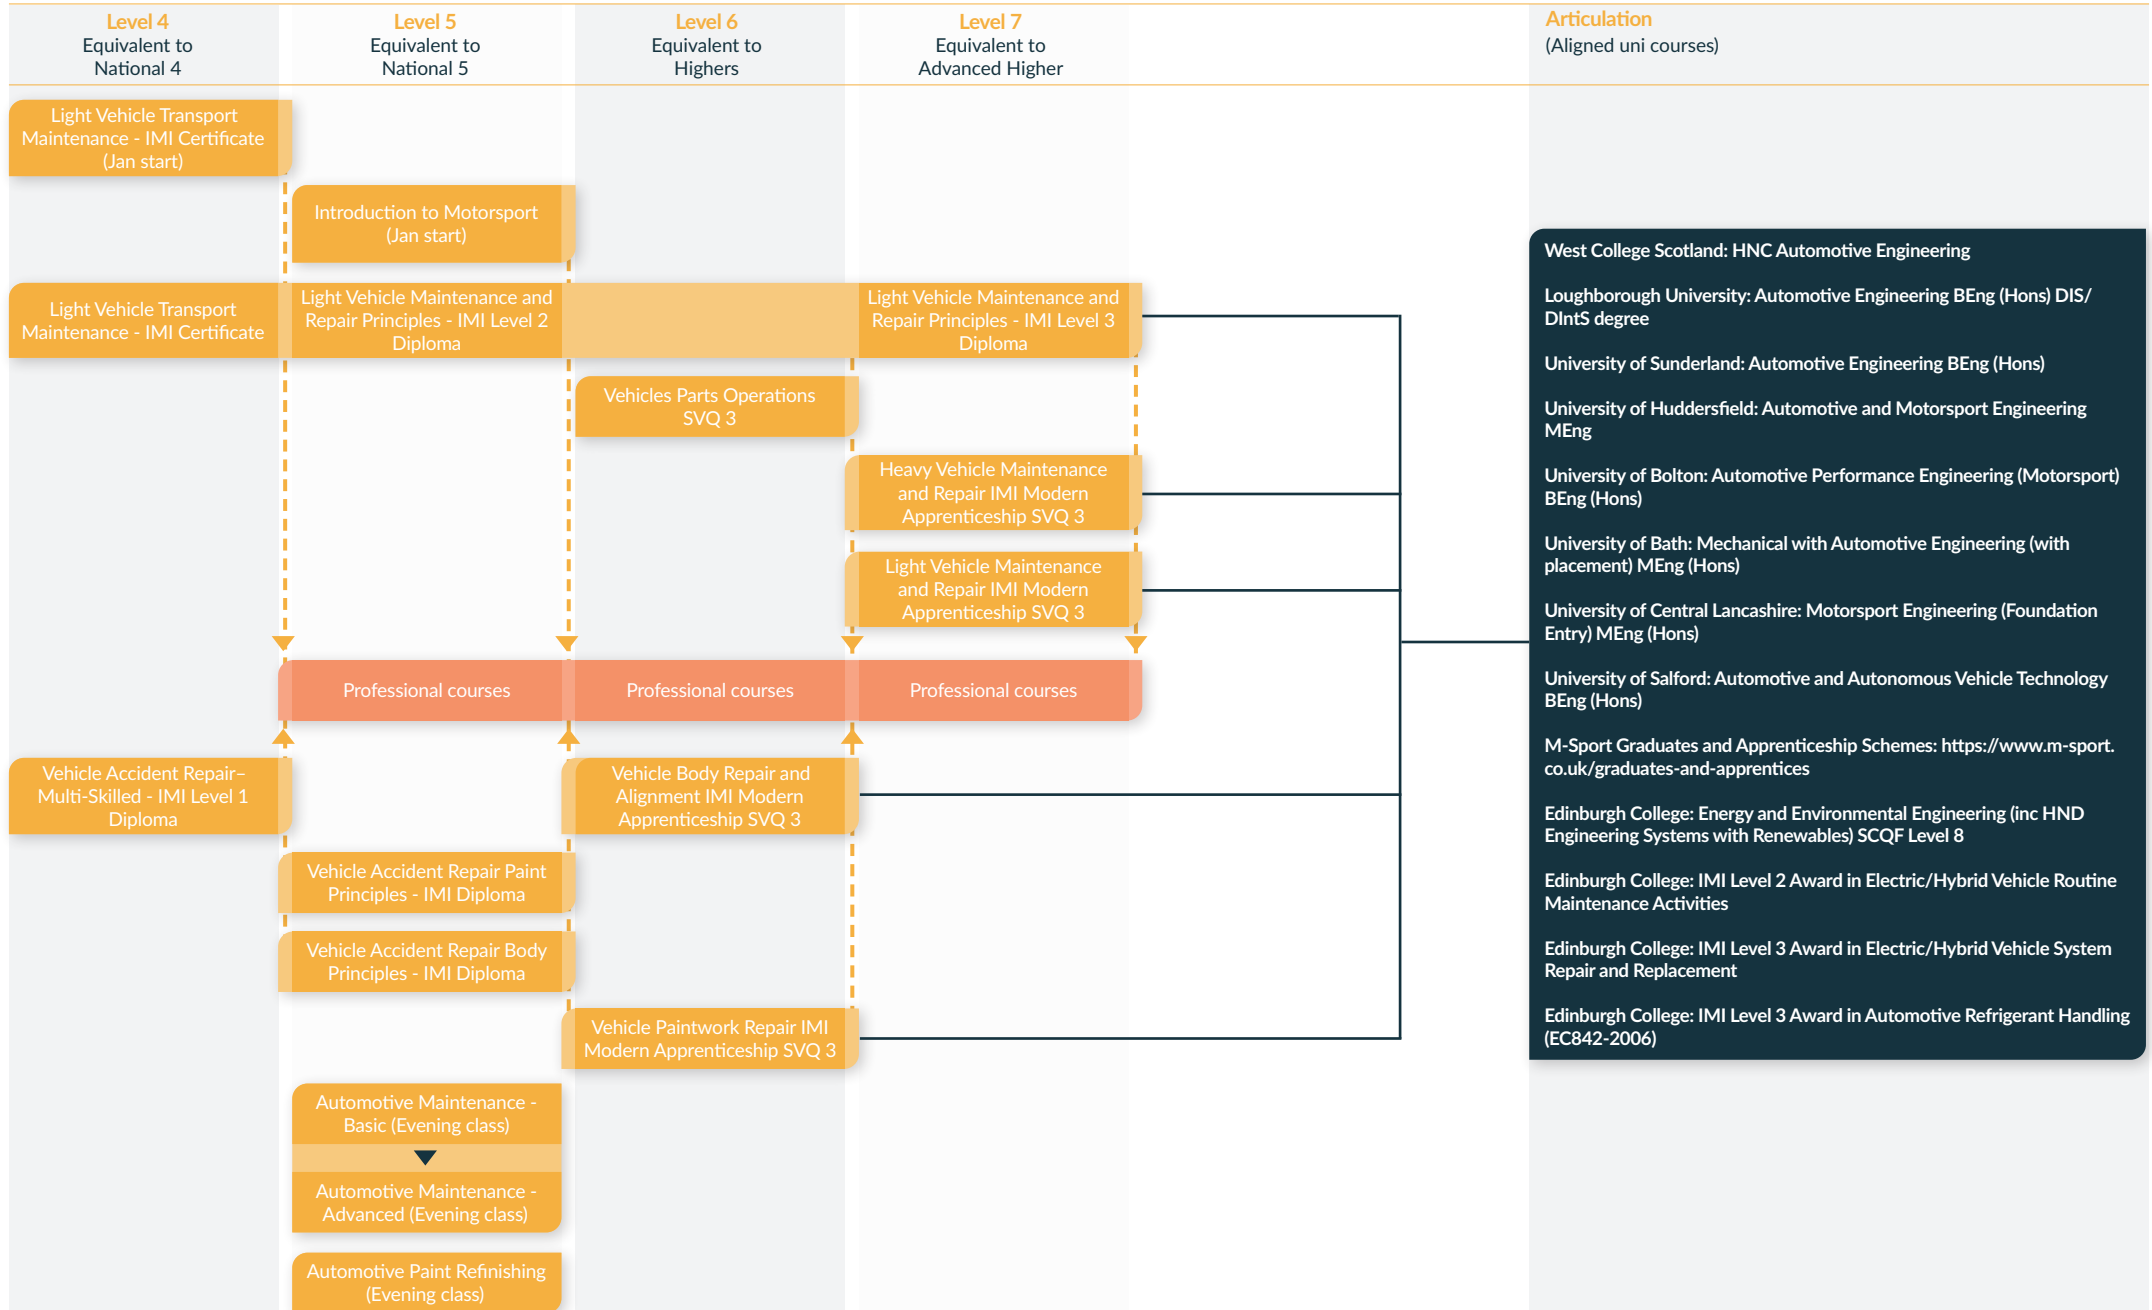 Level 4
Equivalent to
National 4
Level 5
Equivalent to
National 5
Level 6
Equivalent to
Highers
Level 7
Equivalent to
Advanced Higher
Articulation
(Aligned uni courses)
Light Vehicle Transport
Maintenance - IMI Certificate
(Jan start)
Introduction to Motorsport
(Jan start)
Light Vehicle Transport
Maintenance - IMI Certificate
Light Vehicle Maintenance and
Repair Principles - IMI Level 2
Diploma
Light Vehicle Maintenance and
Repair Principles - IMI Level 3
Diploma
Vehicles Parts Operations
SVQ 3
Heavy Vehicle Maintenance
and Repair IMI Modern
Apprenticeship SVQ 3
Light Vehicle Maintenance
and Repair IMI Modern
Apprenticeship SVQ 3
Professional courses
Professional courses
Professional courses
Vehicle Accident Repair–
Multi-Skilled - IMI Level 1
Diploma
Vehicle Body Repair and
Alignment IMI Modern
Apprenticeship SVQ 3
Vehicle Accident Repair Paint
Principles - IMI Diploma
Vehicle Accident Repair Body
Principles - IMI Diploma
Vehicle Paintwork Repair IMI
Modern Apprenticeship SVQ 3
Automotive Maintenance -
Basic (Evening class)
Automotive Maintenance -
Advanced (Evening class)
Automotive Paint Refinishing
(Evening class)
West College Scotland: HNC Automotive Engineering
Loughborough University: Automotive Engineering BEng (Hons) DIS/
DIntS degree
University of Sunderland: Automotive Engineering BEng (Hons)
University of Huddersfield: Automotive and Motorsport Engineering
MEng
University of Bolton: Automotive Performance Engineering (Motorsport)
BEng (Hons)
University of Bath: Mechanical with Automotive Engineering (with
placement) MEng (Hons)
University of Central Lancashire: Motorsport Engineering (Foundation
Entry) MEng (Hons)
University of Salford: Automotive and Autonomous Vehicle Technology
BEng (Hons)
M-Sport Graduates and Apprenticeship Schemes: https://www.m-sport.
co.uk/graduates-and-apprentices
Edinburgh College: Energy and Environmental Engineering (inc HND
Engineering Systems with Renewables) SCQF Level 8
Edinburgh College: IMI Level 2 Award in Electric/Hybrid Vehicle Routine
Maintenance Activities
Edinburgh College: IMI Level 3 Award in Electric/Hybrid Vehicle System
Repair and Replacement
Edinburgh College: IMI Level 3 Award in Automotive Refrigerant Handling
(EC842-2006)